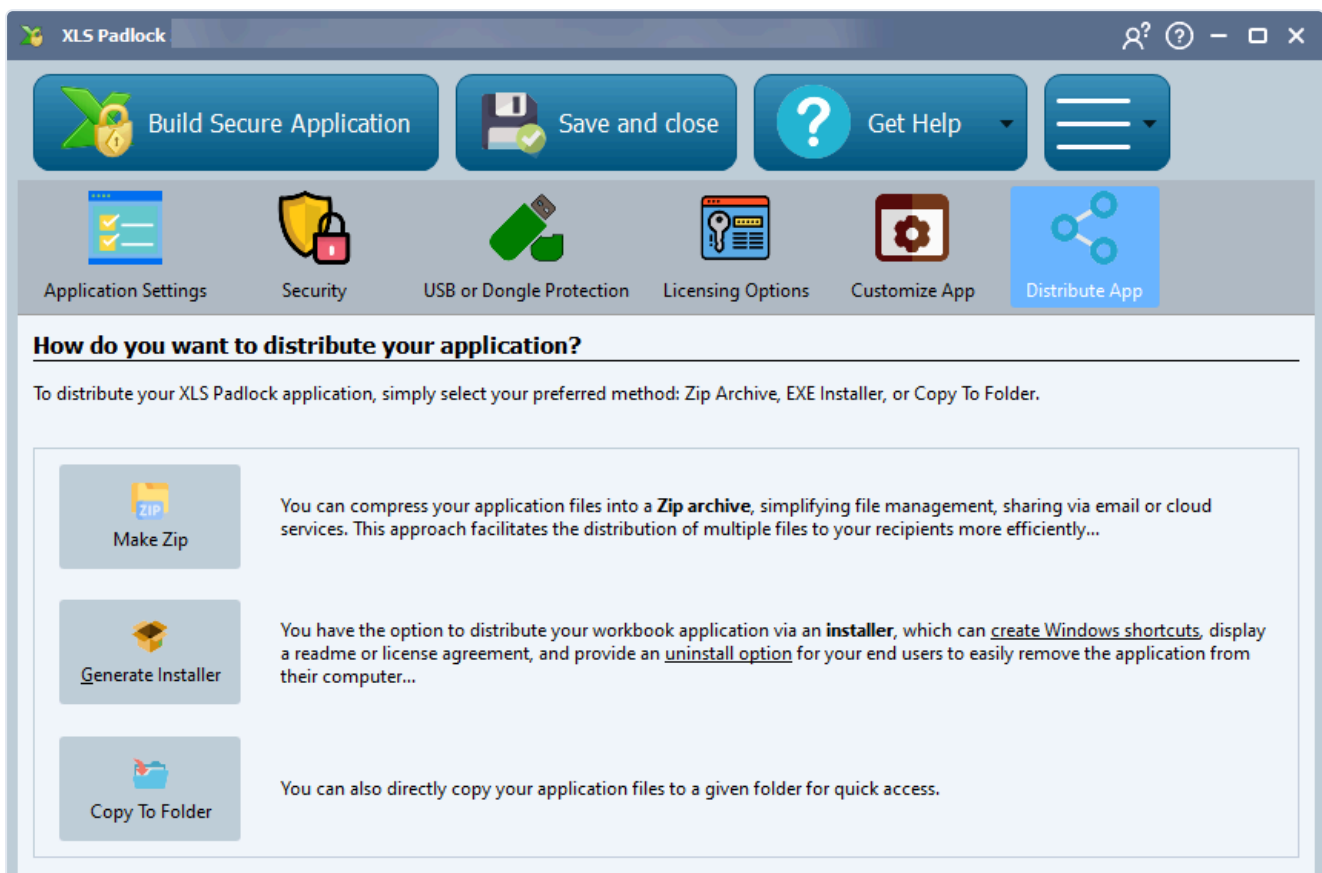 XLS Padlock
Build Secure Application
Save and close
Get Help
Application Settings
Security
USB or Dongle Protection
Licensing Options
Customize App
Distribute App
How do you want to distribute your application?
To distribute your XLS Padlock application, simply select your preferred method: Zip Archive, EXE Installer, or Copy To Folder.
ZIP
Make Zip
You can compress your application files into a Zip archive, simplifying file management, sharing via email or cloud
services. This approach facilitates the distribution of multiple files to your recipients more efficiently...
Generate Installer
You have the option to distribute your workbook application via an installer, which can create Windows shortcuts, display
a readme or license agreement, and provide an uninstall option for your end users to easily remove the application from
their computer...
Copy To Folder
You can also directly copy your application files to a given folder for quick access.